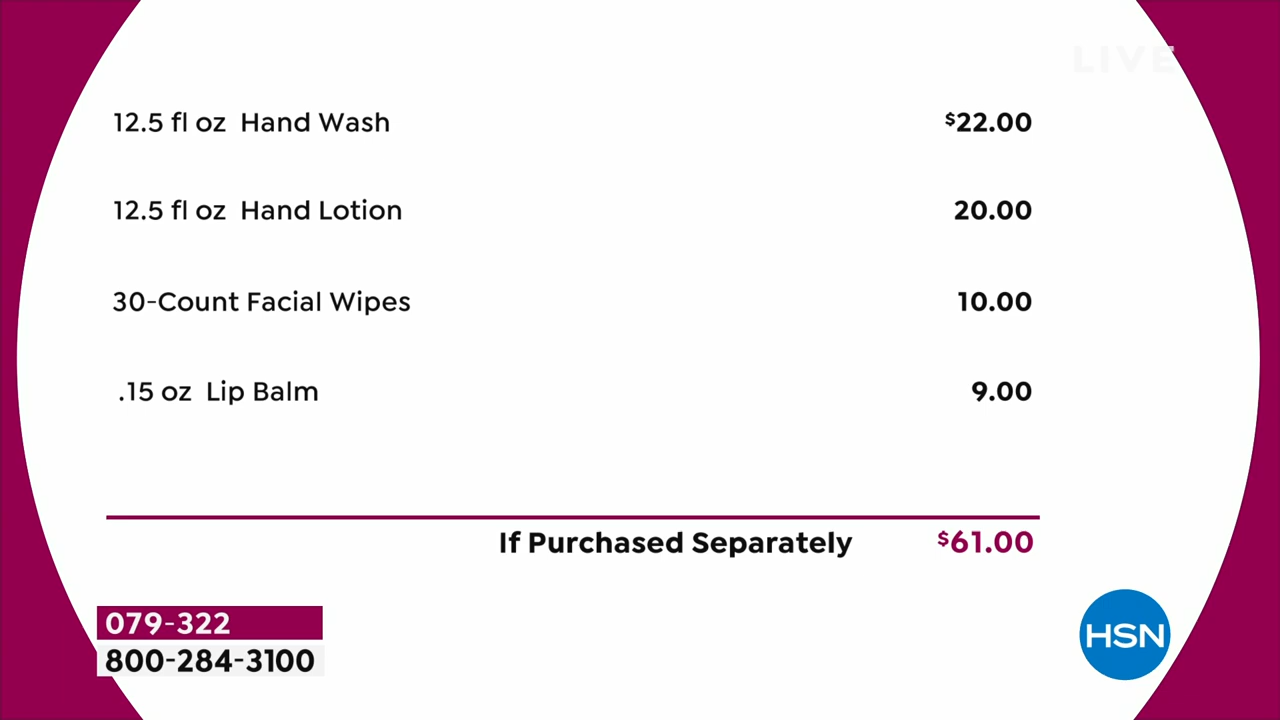 LIVE
12.5 fl oz Hand Wash $22.00
12.5 fl oz Hand Lotion 20.00
30-Count Facial Wipes 10.00
.15 oz Lip Balm 9.00
If Purchased Separately $61.00
079-322
800-284-3100
HSN